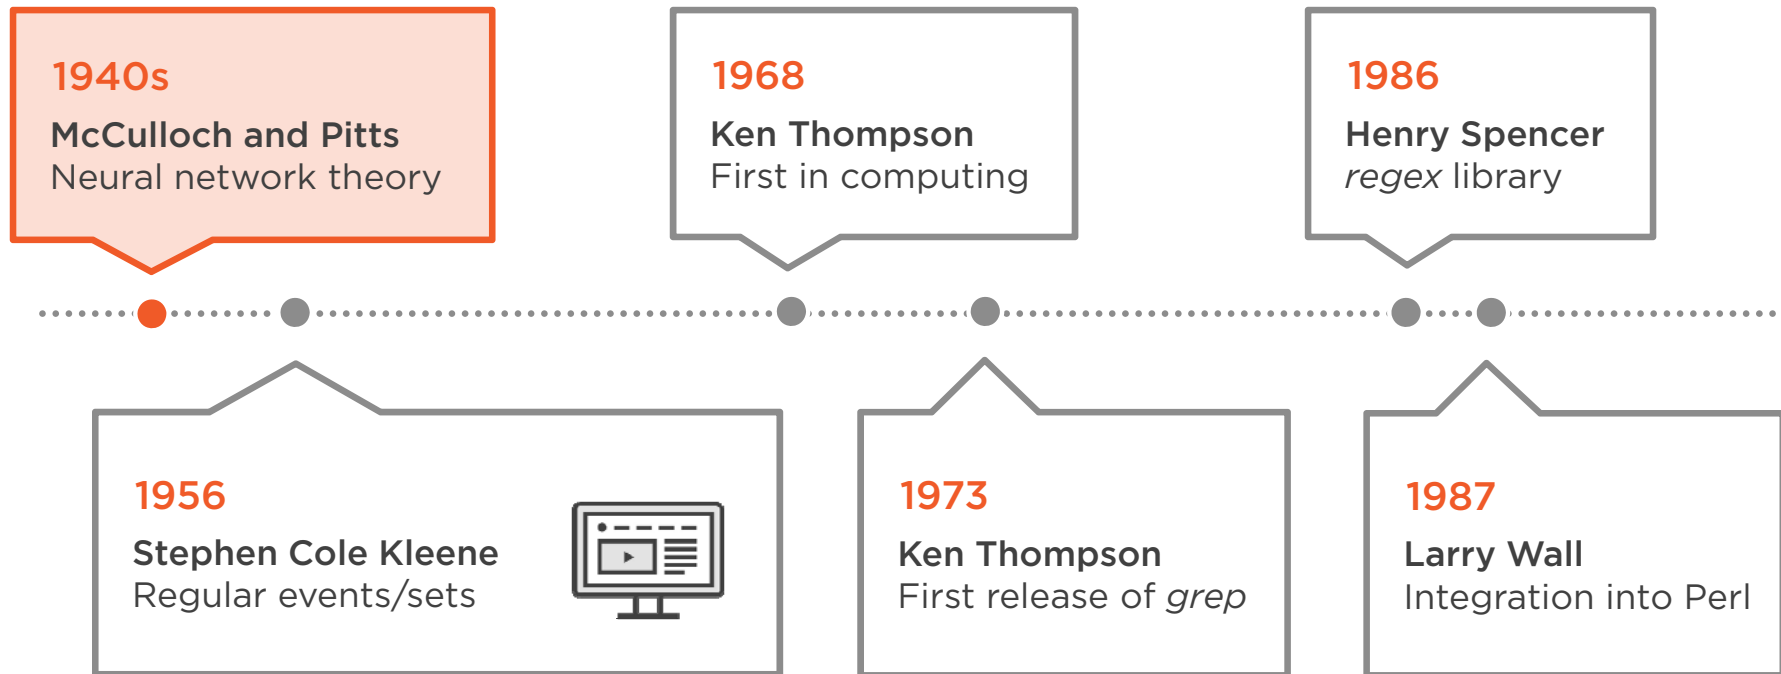 1940s
McCulloch and Pitts
Neural network theory
1968
Ken Thompson
First in computing
1986
Henry Spencer
regex library
1956
Stephen Cole Kleene
Regular events/sets
1973
Ken Thompson
First release of grep
1987
Larry Wall
Integration into Perl